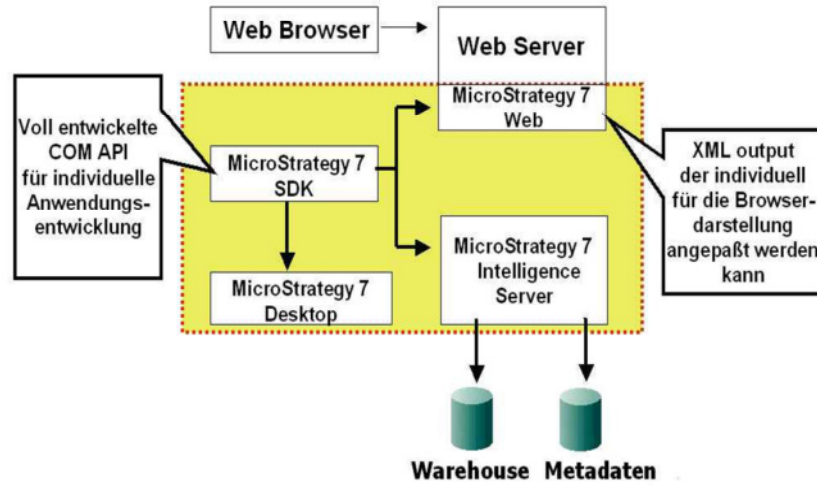 Web Browser
Web Server
MicroStrategy 7
Web
Voll entwickelte
COM API
für individuelle
Anwendungs-
entwicklung
MicroStrategy 7
SDK
XML output
der individuell
für die Browser-
darstellung
angepaßt werden
kann
MicroStrategy 7
Intelligence
Server
MicroStrategy 7
Desktop
Warehouse
Metadaten